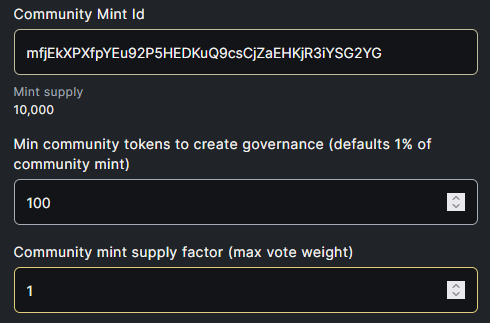 Community Mint Id
mfjEkXPXfpYEu92P5HEDKuQ9csCjZaEHKjR3iYSG2YG
Mint supply
10,000
Min community tokens to create governance (defaults 1% of
community mint)
100
Community mint supply factor (max vote weight)
1